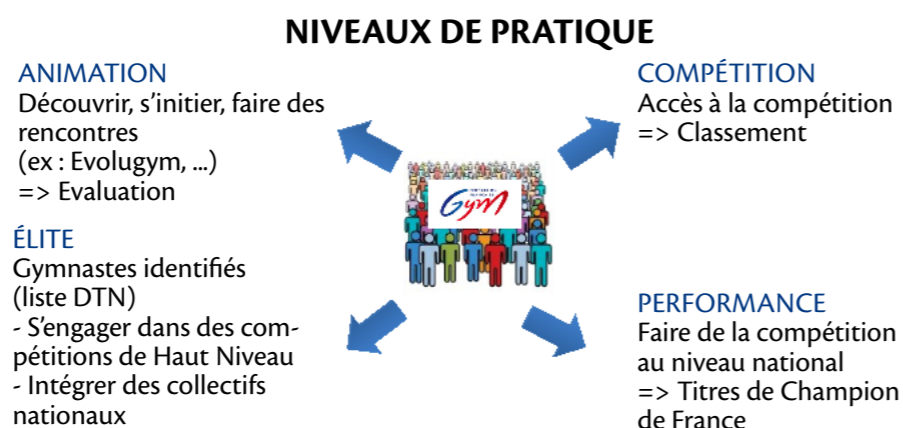 NIVEAUX DE PRATIQUE
ANIMATION
Découvrir, s'initier, faire des
rencontres
(ex : Evolugym, ...)
=> Evaluation
COMPÉTITION
Accès à la compétition
=> Classement
Gym
ÉLITE
Gymnastes identifiés
(liste DTN)
- S'engager dans des com-
pétitions de Haut Niveau
- Intégrer des collectifs
nationaux
PERFORMANCE
Faire de la compétition
au niveau national
=> Titres de Champion
de France